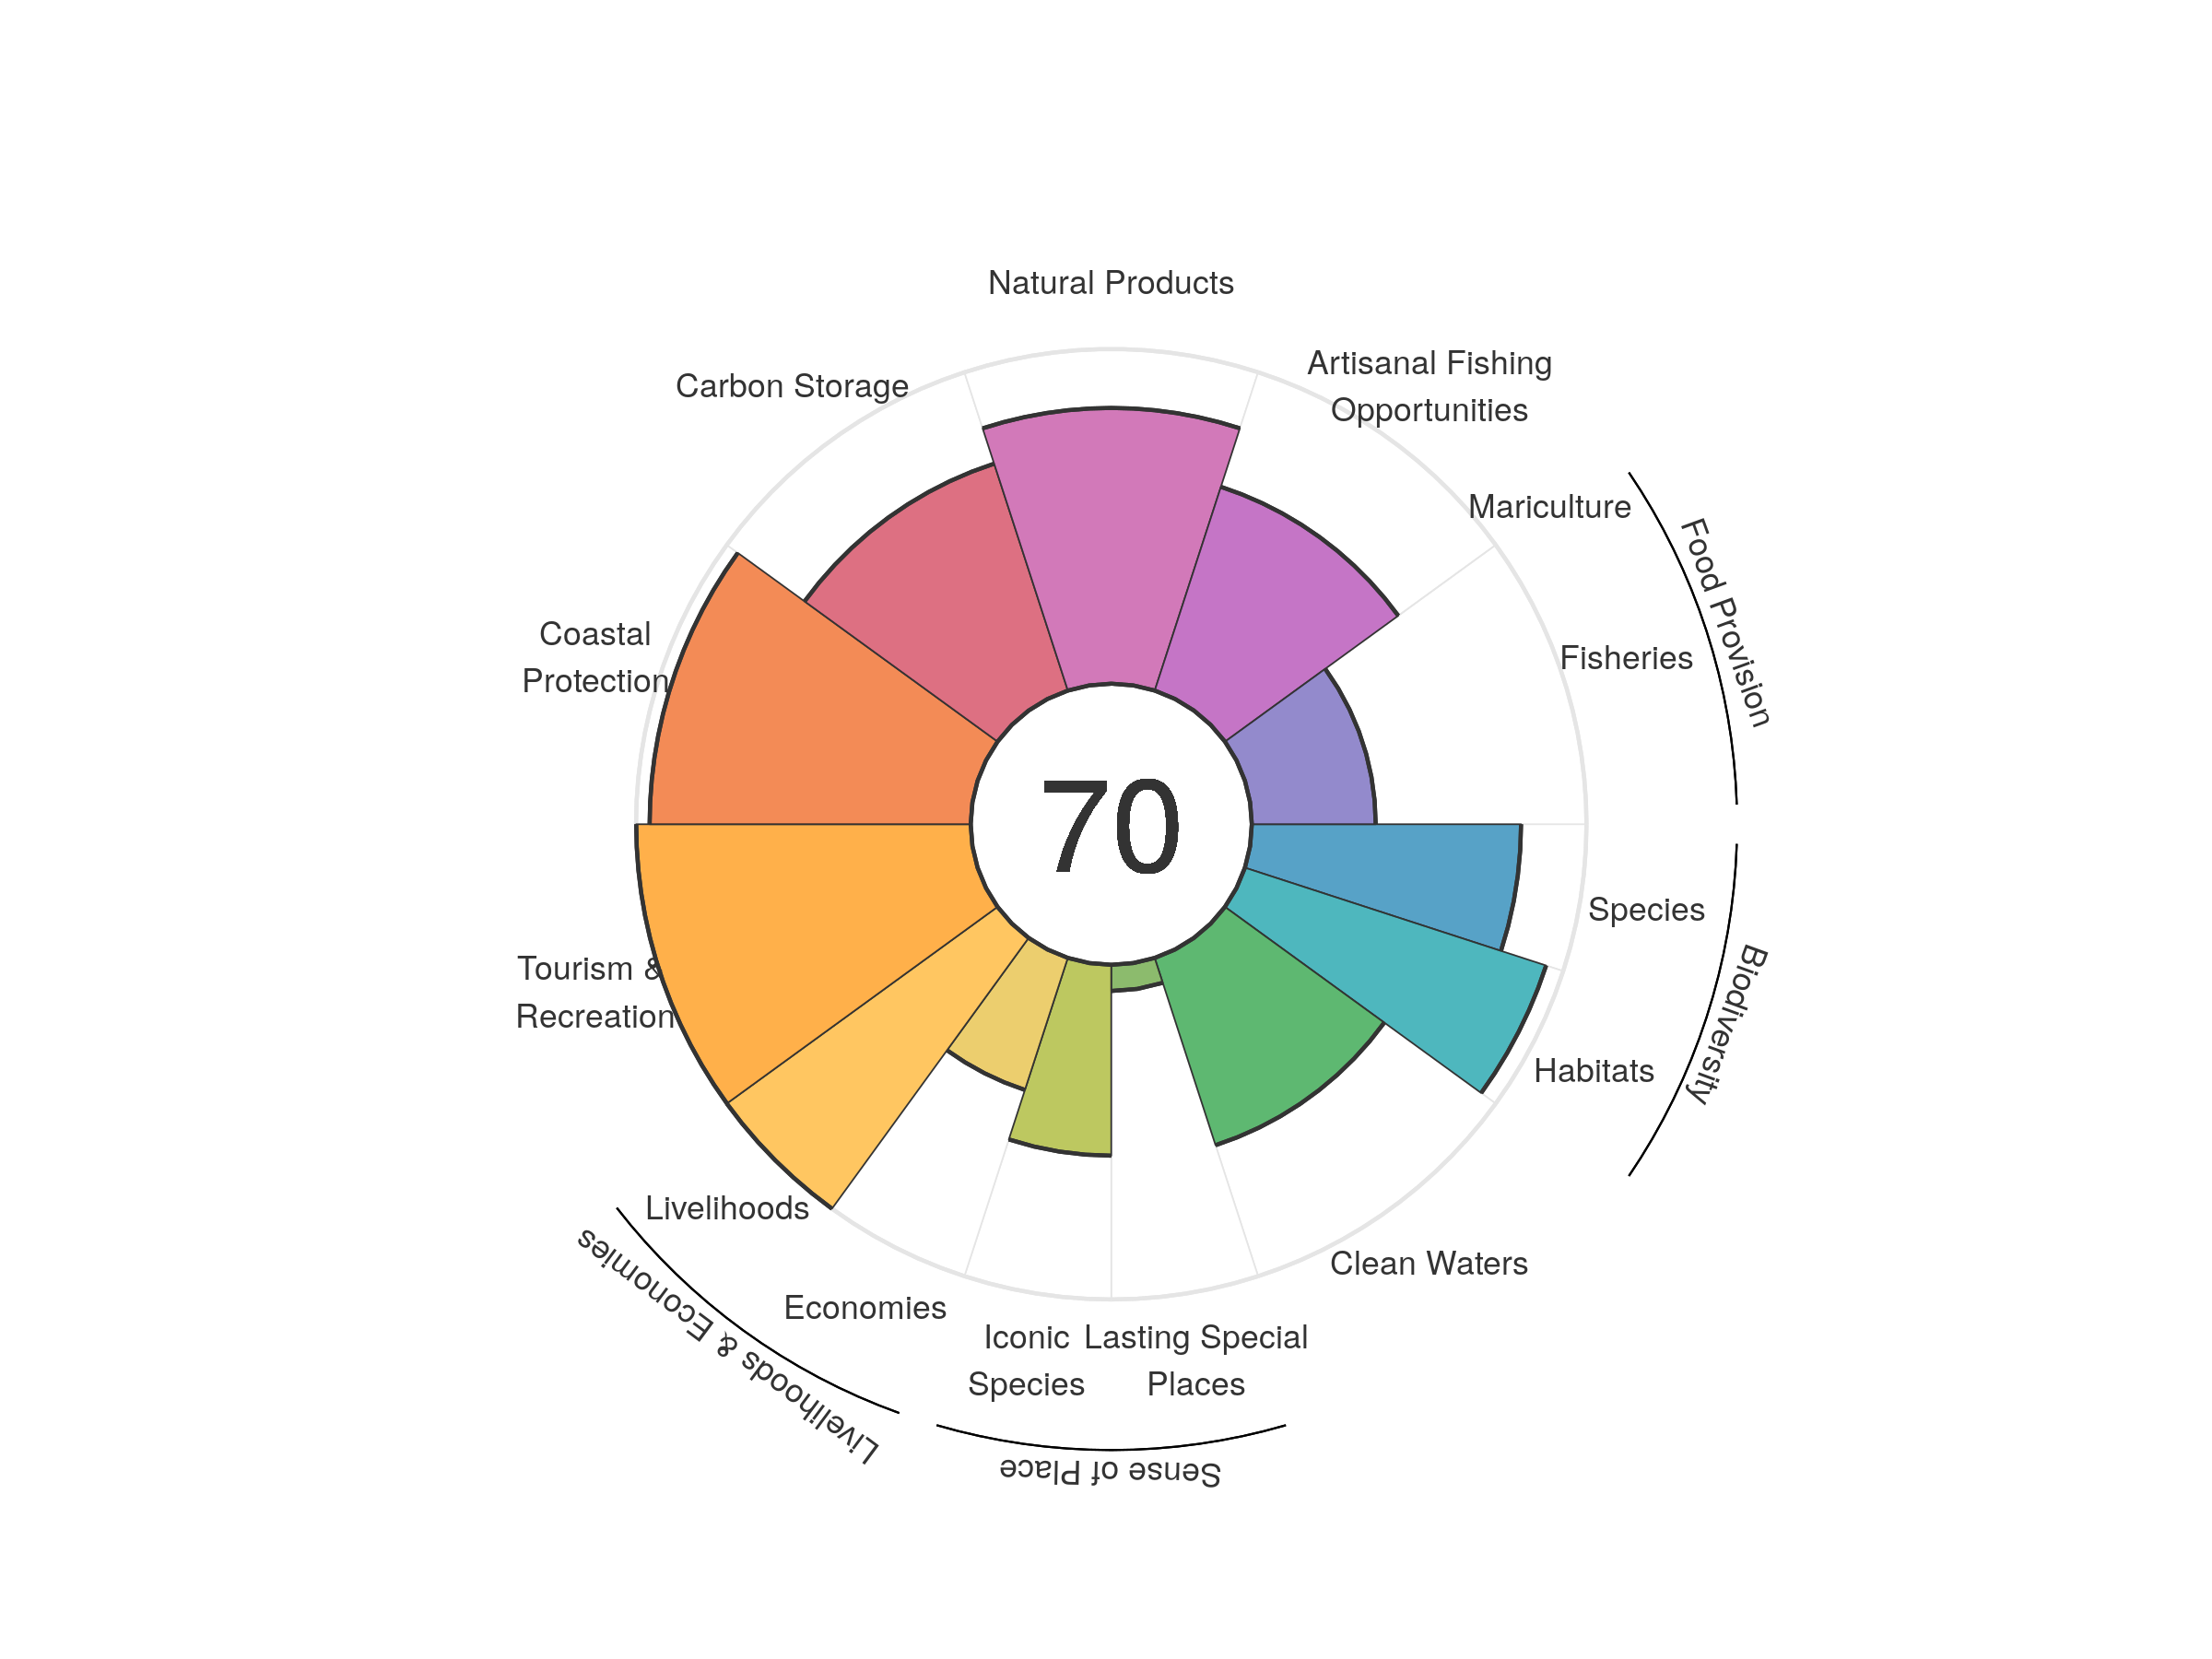 Natural Products
Artisanal Fishing
Opportunities
Carbon Storage
Mariculture
Food Provision
Fisheries
Coastal
Protection
70
Species
Biodiversity
Habitats
Tourism &
Recreation
Livelihoods
Livelihoods & Economies
Economies
Clean Waters
Iconic
Species
Lasting Special
Places
Sense of Place